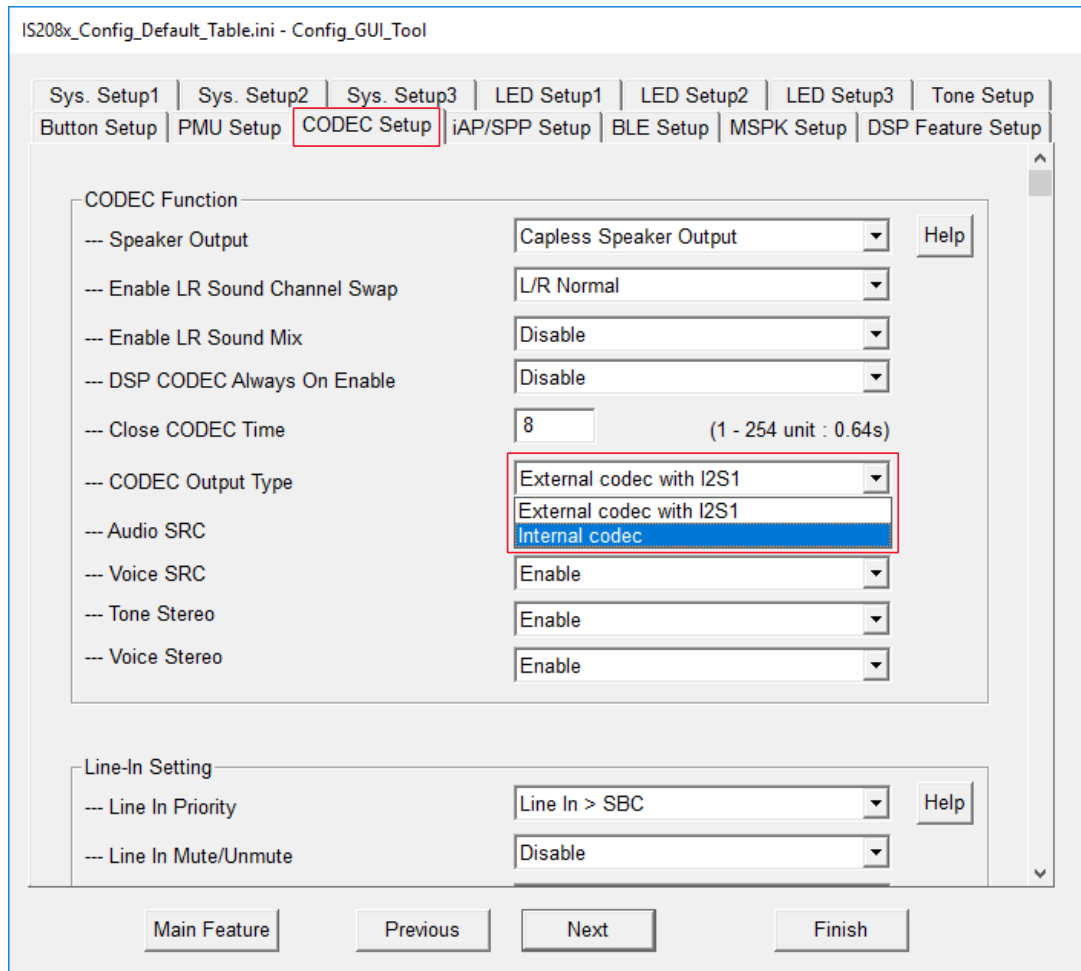 IS208x_Config_Default_Table.ini - Config_GUI_Tool
Sys. Setup1 Sys. Setup2 Sys. Setup3 LED Setup1 LED Setup2 LED Setup3 Tone Setup
Button Setup PMU Setup CODEC Setup iAP/SPP Setup BLE Setup MSPK Setup DSP Feature Setup
CODEC Function
--- Speaker Output Capless Speaker Output Help
--- Enable LR Sound Channel Swap L/R Normal
--- Enable LR Sound Mix Disable
--- DSP CODEC Always On Enable Disable
--- Close CODEC Time 8 (1 - 254 unit : 0.64s)
--- CODEC Output Type External codec with I2S1
External codec with I2S1
--- Audio SRC Internal codec
--- Voice SRC Enable
--- Tone Stereo Enable
--- Voice Stereo Enable
Line-In Setting
--- Line In Priority Line In > SBC Help
--- Line In Mute/Unmute Disable
Main Feature Previous Next Finish